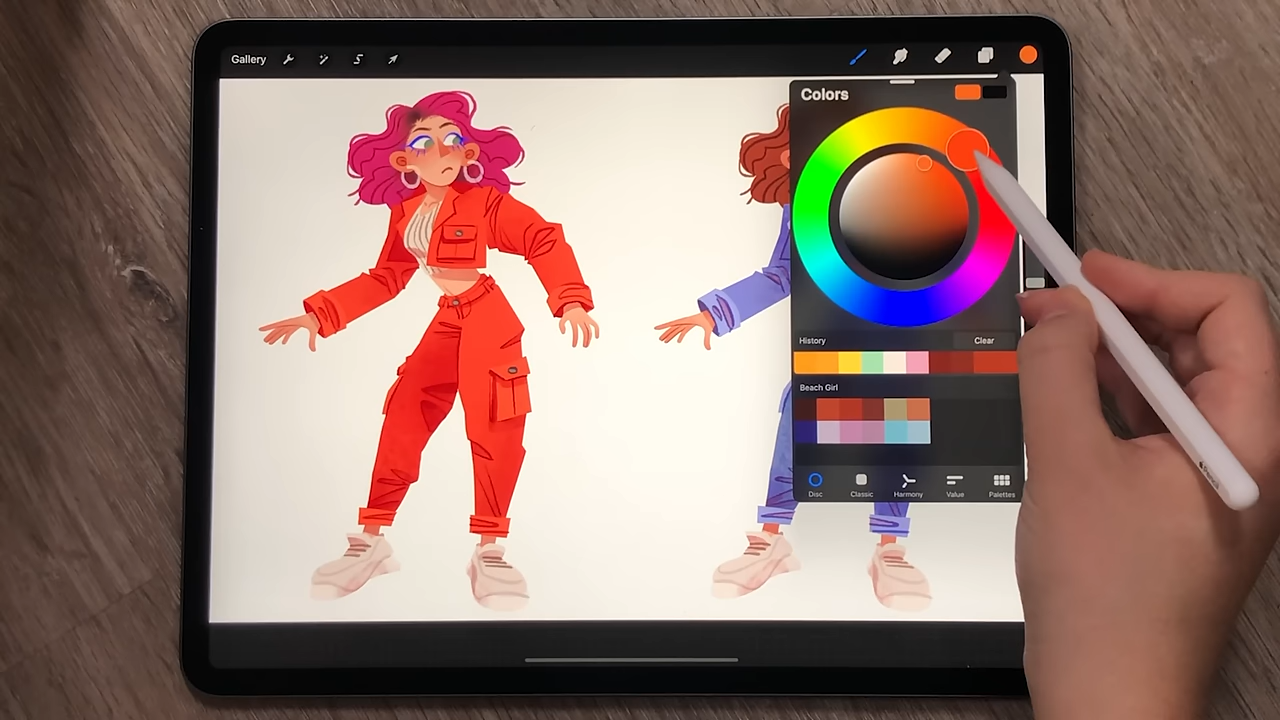 Gallery
Colors
History
Clear
Beach Girl
Disc
Classic
Harmony
Value
Palettes